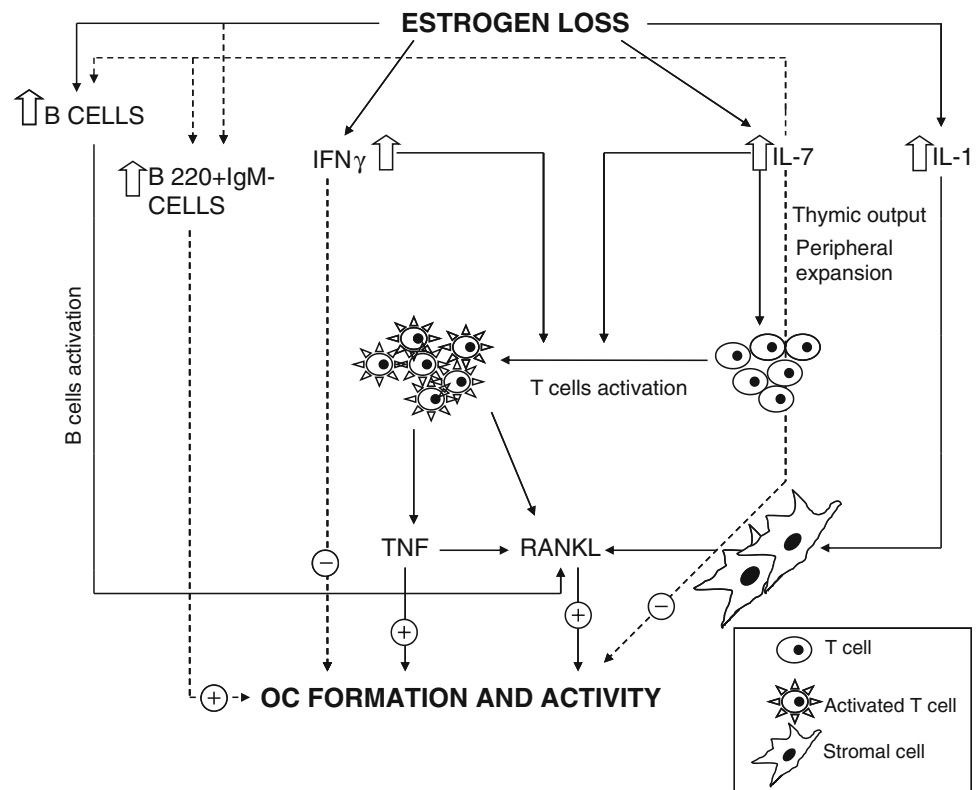 ESTROGEN LOSS
B CELLS
IFNγ
IL-7
IL-1
B 220+IgM-
CELLS
Thymic output
Peripheral
expansion
B cells activation
T cells activation
TNF
RANKL
−
−
+
+
+
OC FORMATION AND ACTIVITY
T cell
Activated T cell
Stromal cell